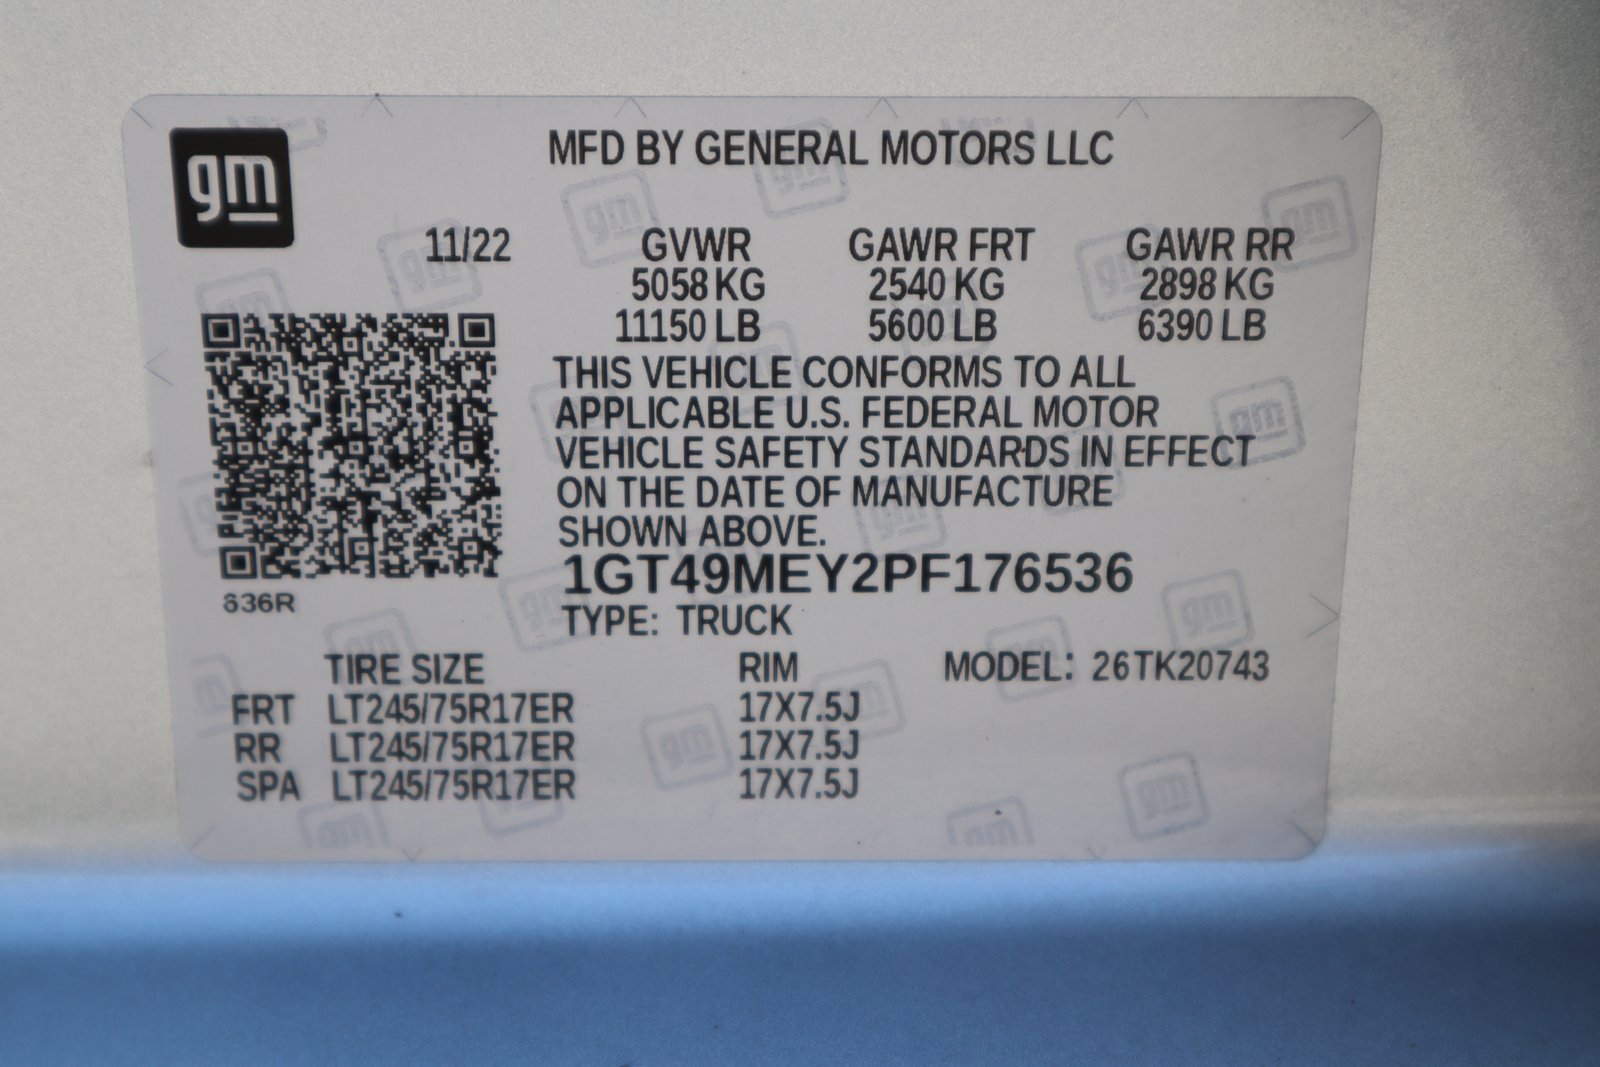 gm
MFD BY GENERAL MOTORS LLC
11/22 GVWR GAWR FRT GAWR RR
5058 KG 2540 KG 2898 KG
11150 LB 5600 LB 6390 LB
THIS VEHICLE CONFORMS TO ALL
APPLICABLE U.S. FEDERAL MOTOR
VEHICLE SAFETY STANDARDS IN EFFECT
ON THE DATE OF MANUFACTURE
SHOWN ABOVE.
1GT49MEY2PF176536
636R
TYPE: TRUCK
TIRE SIZE RIM MODEL: 26TK20743
FRT LT245/75R17ER 17X7.5J
RR LT245/75R17ER 17X7.5J
SPA LT245/75R17ER 17X7.5J